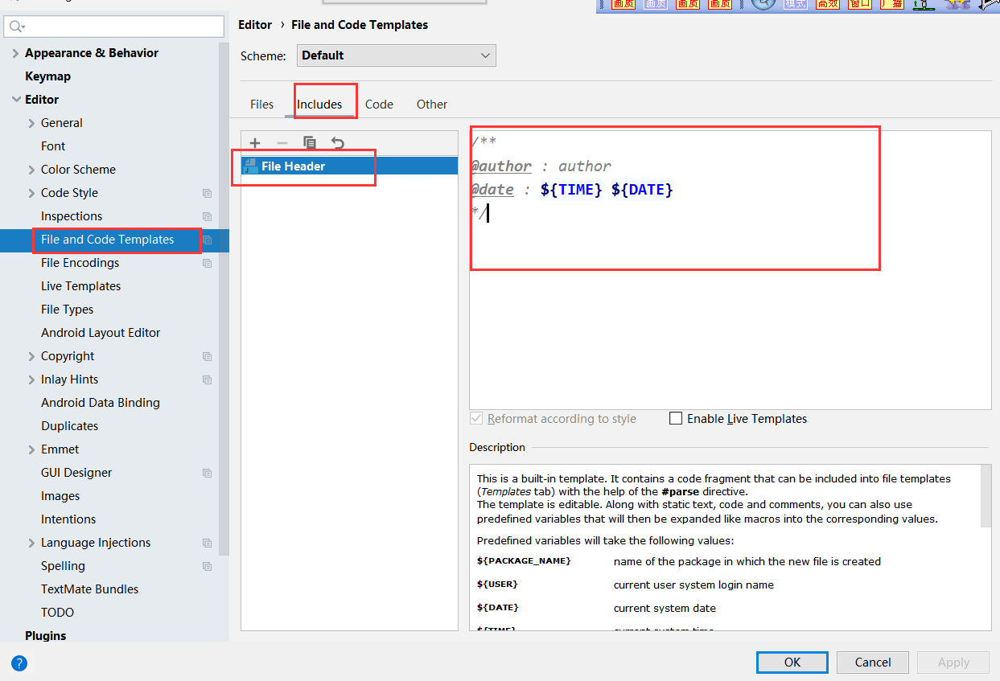 画质 画质 画质 画质 模式 高效 窗口 广播
Editor › File and Code Templates
Scheme: Default
Appearance & Behavior
Keymap
Editor
General
Font
Color Scheme
Code Style
Inspections
File and Code Templates
File Encodings
Live Templates
File Types
Android Layout Editor
Copyright
Inlay Hints
Android Data Binding
Duplicates
Emmet
GUI Designer
Images
Intentions
Language Injections
Spelling
TextMate Bundles
TODO
Plugins
?
Files Includes Code Other
File Header
/**
@author : author
@date : ${TIME} ${DATE}
*/
Reformat according to style Enable Live Templates
Description
This is a built-in template. It contains a code fragment that can be included into file templates
(Templates tab) with the help of the #parse directive.
The template is editable. Along with static text, code and comments, you can also use
predefined variables that will then be expanded like macros into the corresponding values.
Predefined variables will take the following values:
${PACKAGE_NAME} name of the package in which the new file is created
${USER} current user system login name
${DATE} current system date
${TIME} current system time
OK Cancel Apply